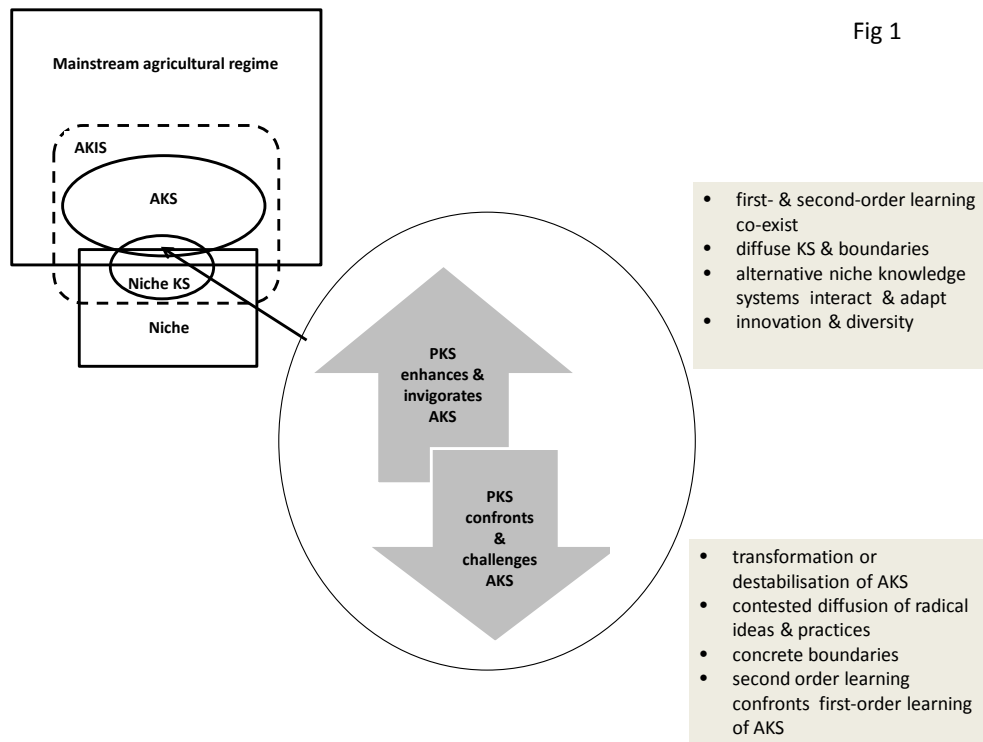 Fig 1
Mainstream agricultural regime
AKIS
AKS
Niche KS
Niche
PKS
enhances &
invigorates
AKS
PKS
confronts
&
challenges
AKS
• first- & second-order learning
co-exist
• diffuse KS & boundaries
• alternative niche knowledge
systems interact & adapt
• innovation & diversity
• transformation or
destabilisation of AKS
• contested diffusion of radical
ideas & practices
• concrete boundaries
• second order learning
confronts first-order learning
of AKS